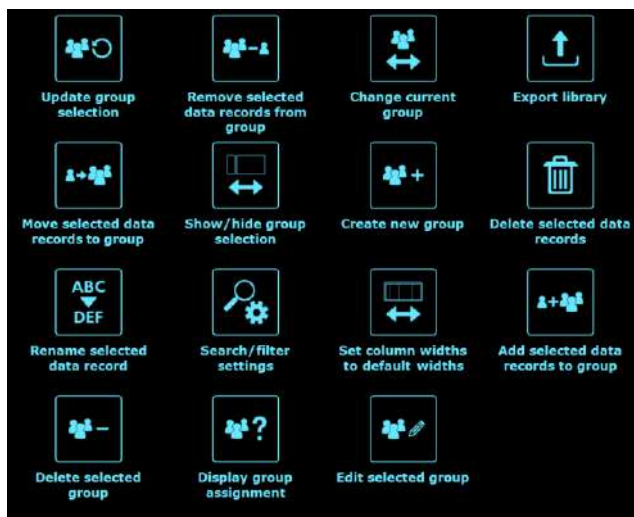 Update group
selection
Remove selected
data records from
group
Change current
group
Export library
Move selected data
records to group
Show/hide group
selection
Create new group
Delete selected data
records
ABC
DEF
Rename selected
data record
Search/filter
settings
Set column widths
to default widths
Add selected data
records to group
Delete selected
group
?
Display group
assignment
Edit selected group